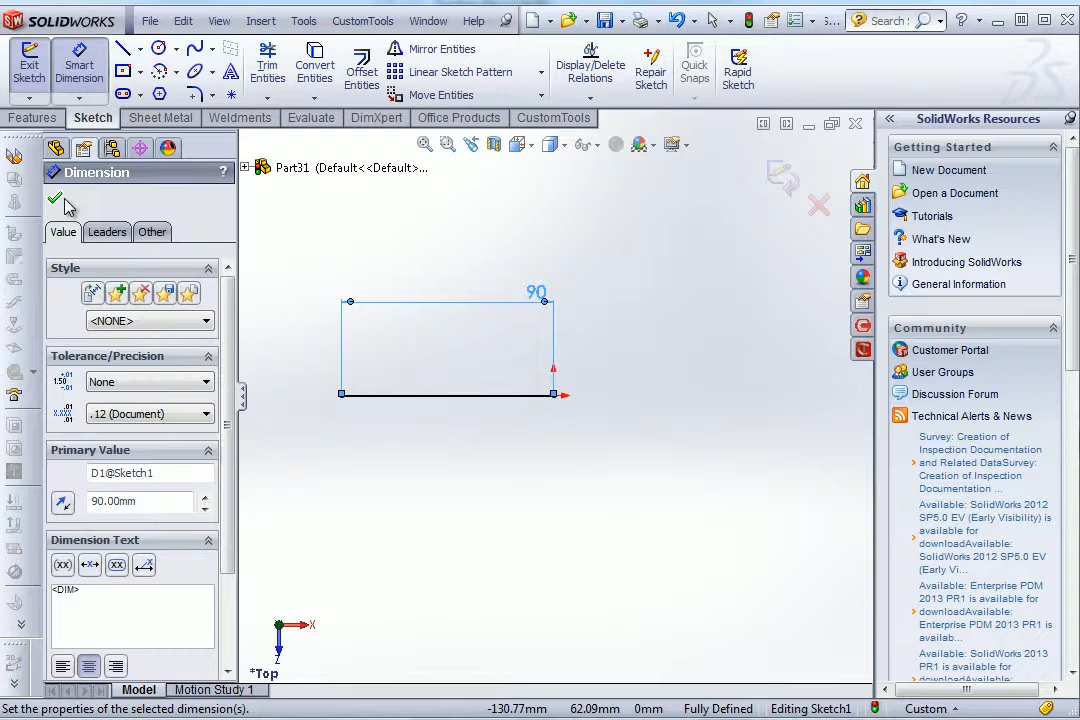 SOLIDWORKS File Edit View Insert Tools CustomTools Window Help S... Search
Exit Sketch
Smart Dimension
Trim Entities
Convert Entities
Offset Entities
Mirror Entities
Linear Sketch Pattern
Move Entities
Display/Delete Relations
Repair Sketch
Quick Snaps
Rapid Sketch
Features Sketch Sheet Metal Weldments Evaluate DimXpert Office Products CustomTools
Dimension ?
Value Leaders Other
Style
<NONE>
Tolerance/Precision
None
.12 (Document)
Primary Value
D1@Sketch1
90.00mm
Dimension Text
<DIM>
Part31 (Default<<Default>...
90
X
Z
*Top
Model Motion Study 1
SolidWorks Resources
Getting Started
New Document
Open a Document
Tutorials
What's New
Introducing SolidWorks
General Information
Community
Customer Portal
User Groups
Discussion Forum
Technical Alerts & News
Survey: Creation of
Inspection Documentation
and Related DataSurvey:
Creation of Inspection
Documentation ...
Available: SolidWorks 2012
SP5.0 EV (Early Visibility) is
available for
downloadAvailable:
SolidWorks 2012 SP5.0 EV
(Early Vi...
Available: Enterprise PDM
2013 PR1 is available for
downloadAvailable:
Enterprise PDM 2013 PR1 is
availab...
Available: SolidWorks 2013
PR1 is available for
Set the properties of the selected dimension(s). -130.77mm 62.09mm 0mm Fully Defined Editing Sketch1 Custom